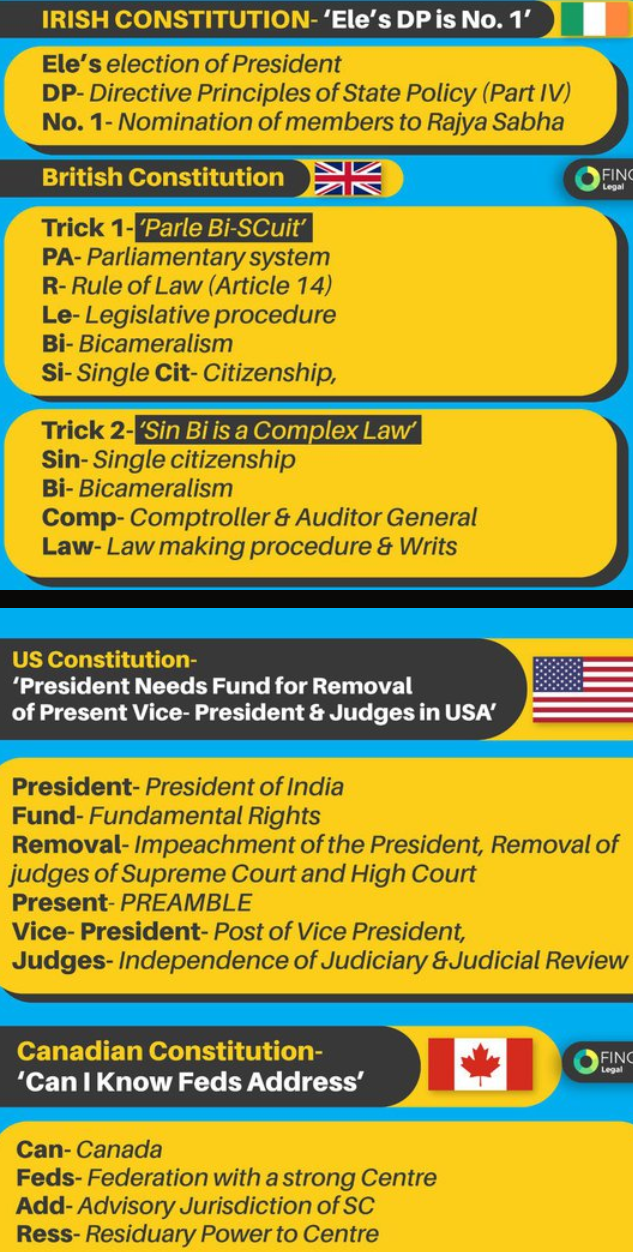 IRISH CONSTITUTION- ‘Ele’s DP is No. 1’
Ele’s election of President
DP- Directive Principles of State Policy (Part IV)
No. 1- Nomination of members to Rajya Sabha
British Constitution
FING
Legal
Trick 1- ‘Parle Bi-SCuit’
PA- Parliamentary system
R- Rule of Law (Article 14)
Le- Legislative procedure
Bi- Bicameralism
Si- Single Cit- Citizenship,
Trick 2- ‘Sin Bi is a Complex Law’
Sin- Single citizenship
Bi- Bicameralism
Comp- Comptroller & Auditor General
Law- Law making procedure & Writs
US Constitution-
‘President Needs Fund for Removal
of Present Vice- President & Judges in USA’
President- President of India
Fund- Fundamental Rights
Removal- Impeachment of the President, Removal of
judges of Supreme Court and High Court
Present- PREAMBLE
Vice- President- Post of Vice President,
Judges- Independence of Judiciary &Judicial Review
Canadian Constitution-
‘Can I Know Feds Address’
FING
Legal
Can- Canada
Feds- Federation with a strong Centre
Add- Advisory Jurisdiction of SC
Ress- Residuary Power to Centre